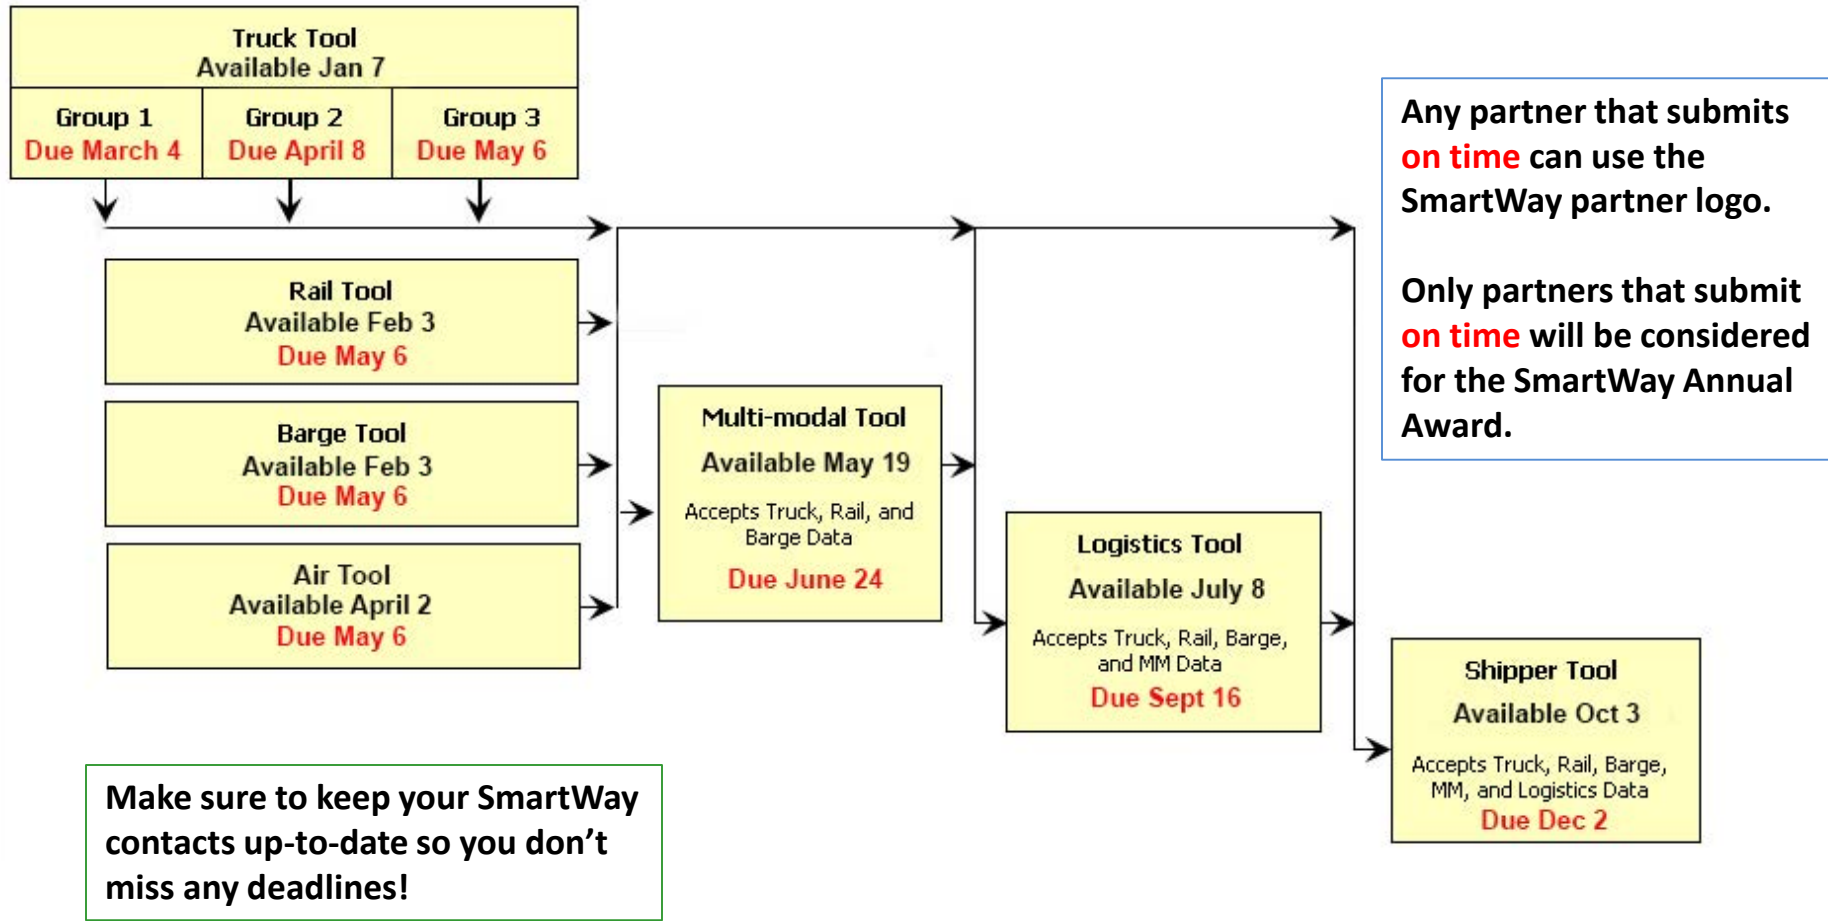 Truck Tool
Available Jan 7
Group 1
Due March 4
Group 2
Due April 8
Group 3
Due May 6
Any partner that submits
on time can use the
SmartWay partner logo.
Only partners that submit
on time will be considered
for the SmartWay Annual
Award.
Rail Tool
Available Feb 3
Due May 6
Barge Tool
Available Feb 3
Due May 6
Air Tool
Available April 2
Due May 6
Multi-modal Tool
Available May 19
Accepts Truck, Rail, and
Barge Data
Due June 24
Logistics Tool
Available July 8
Accepts Truck, Rail, Barge,
and MM Data
Due Sept 16
Shipper Tool
Available Oct 3
Accepts Truck, Rail, Barge,
MM, and Logistics Data
Due Dec 2
Make sure to keep your SmartWay
contacts up-to-date so you don’t
miss any deadlines!